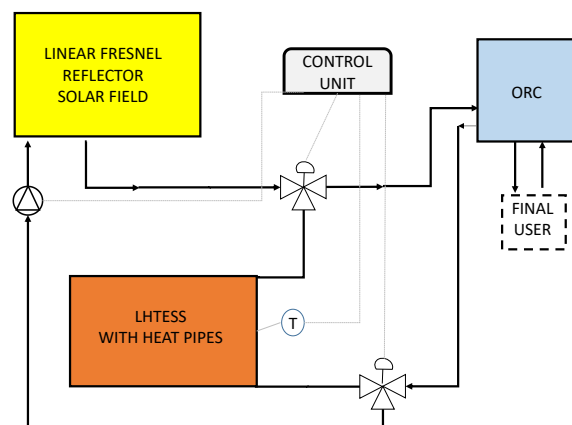 LINEAR FRESNEL
REFLECTOR
SOLAR FIELD
CONTROL
UNIT
ORC
FINAL
USER
LHTESS
WITH HEAT PIPES
T